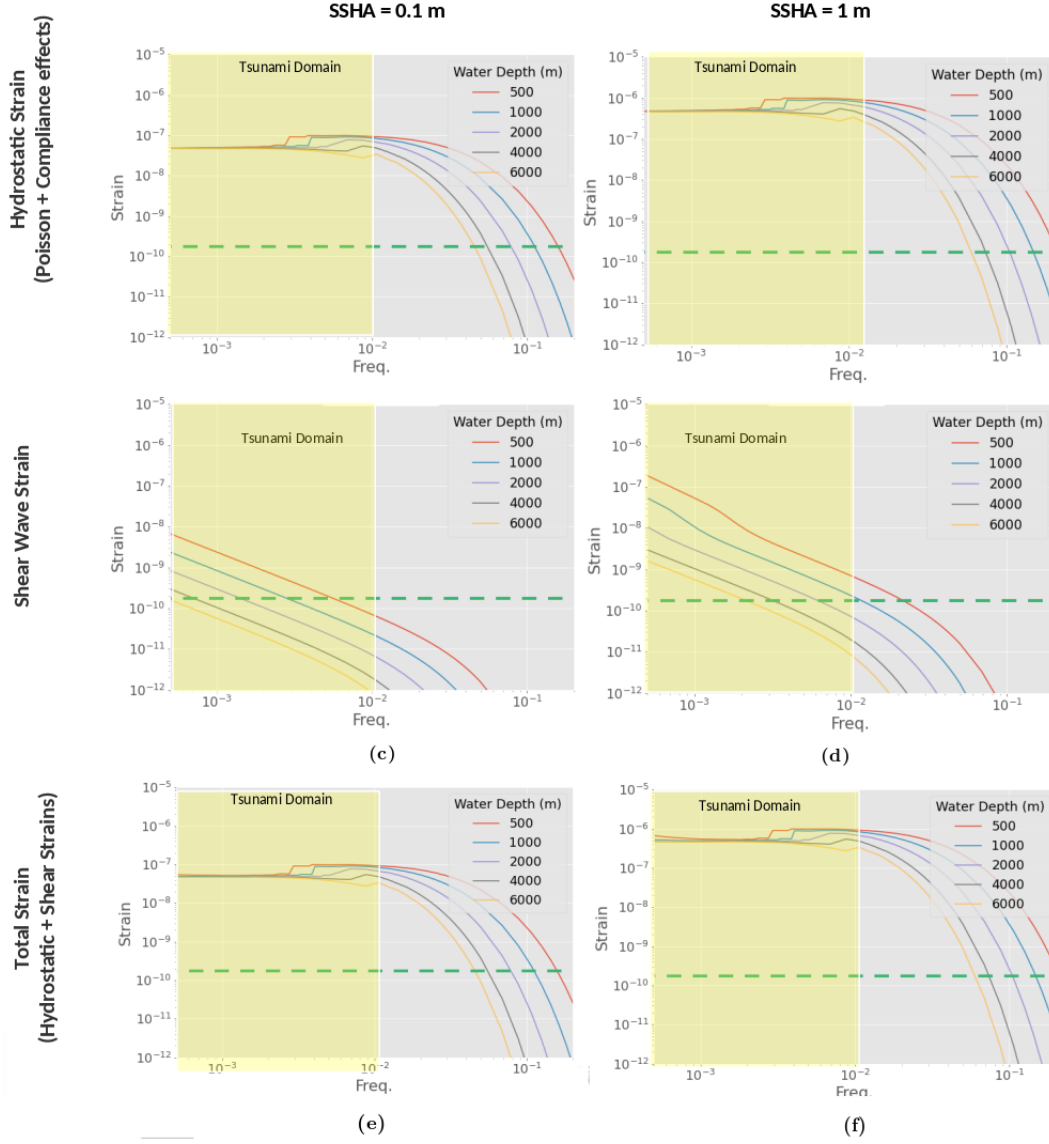 SSHA = 0.1 m
SSHA = 1 m
Hydrostatic Strain
(Poisson + Compliance effects)
Tsunami Domain
Water Depth (m)
500
1000
2000
4000
6000
10⁻⁵
10⁻⁶
10⁻⁷
10⁻⁸
10⁻⁹
10⁻¹⁰
10⁻¹¹
10⁻¹²
Strain
10⁻³
10⁻²
10⁻¹
Freq.
Tsunami Domain
Water Depth (m)
500
1000
2000
4000
6000
10⁻⁵
10⁻⁶
10⁻⁷
10⁻⁸
10⁻⁹
10⁻¹⁰
10⁻¹¹
10⁻¹²
Strain
10⁻³
10⁻²
10⁻¹
Freq.
Shear Wave Strain
Tsunami Domain
Water Depth (m)
500
1000
2000
4000
6000
10⁻⁵
10⁻⁶
10⁻⁷
10⁻⁸
10⁻⁹
10⁻¹⁰
10⁻¹¹
10⁻¹²
Strain
10⁻³
10⁻²
10⁻¹
Freq.
(c)
Tsunami Domain
Water Depth (m)
500
1000
2000
4000
6000
10⁻⁵
10⁻⁶
10⁻⁷
10⁻⁸
10⁻⁹
10⁻¹⁰
10⁻¹¹
10⁻¹²
Strain
10⁻³
10⁻²
10⁻¹
Freq.
(d)
Total Strain
(Hydrostatic + Shear Strains)
Tsunami Domain
Water Depth (m)
500
1000
2000
4000
6000
10⁻⁵
10⁻⁶
10⁻⁷
10⁻⁸
10⁻⁹
10⁻¹⁰
10⁻¹¹
10⁻¹²
Strain
10⁻³
10⁻²
10⁻¹
Freq.
(e)
Tsunami Domain
Water Depth (m)
500
1000
2000
4000
6000
10⁻⁵
10⁻⁶
10⁻⁷
10⁻⁸
10⁻⁹
10⁻¹⁰
10⁻¹¹
10⁻¹²
Strain
10⁻³
10⁻²
10⁻¹
Freq.
(f)